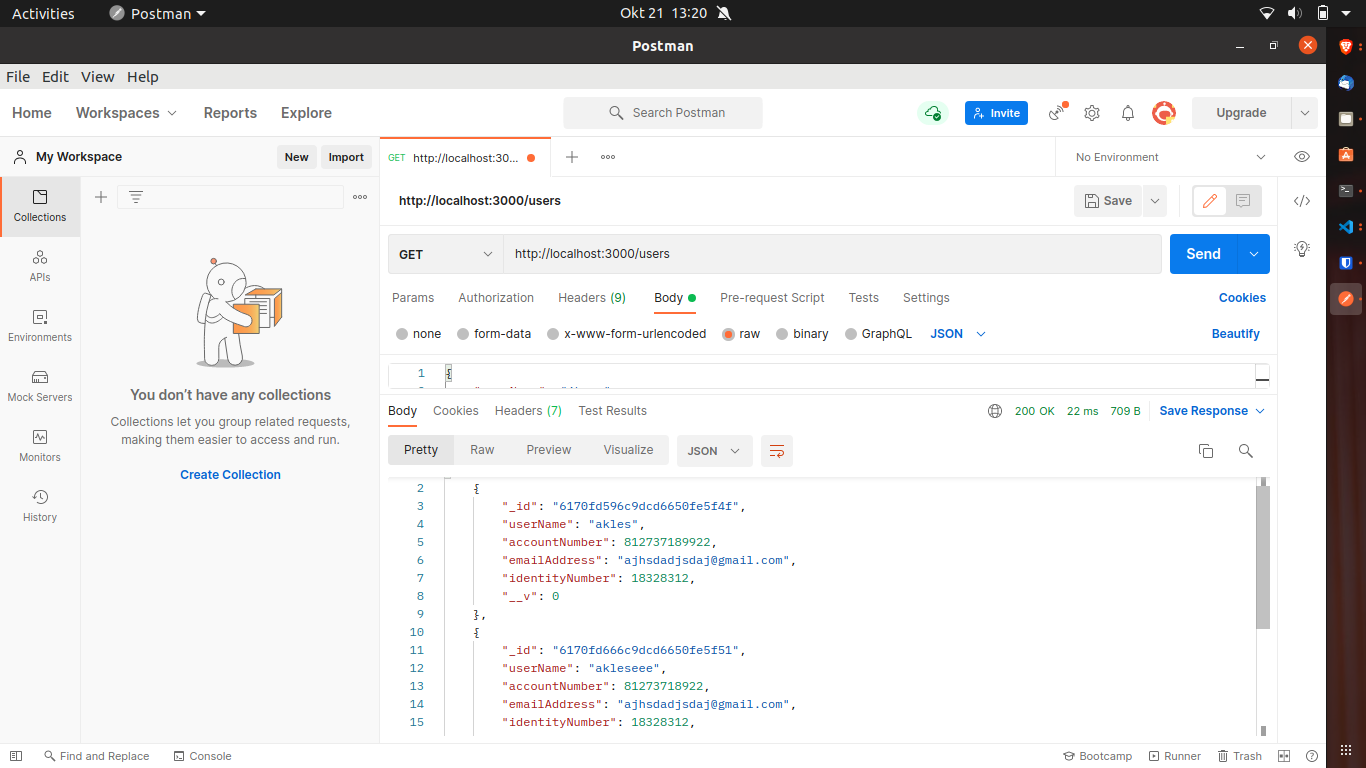 Activities Postman Okt 21 13:20
Postman
File Edit View Help
Home Workspaces Reports Explore Search Postman Invite Upgrade
My Workspace New Import GET http://localhost:30... No Environment
Collections
APIs
Environments
Mock Servers
Monitors
History
You don't have any collections
Collections let you group related requests,
making them easier to access and run.
Create Collection
http://localhost:3000/users Save
GET http://localhost:3000/users Send
Params Authorization Headers (9) Body Pre-request Script Tests Settings Cookies
none form-data x-www-form-urlencoded raw binary GraphQL JSON Beautify
1 {
Body Cookies Headers (7) Test Results 200 OK 22 ms 709 B Save Response
Pretty Raw Preview Visualize JSON
2 {
3 "_id": "6170fd596c9dcd6650fe5f4f",
4 "userName": "akles",
5 "accountNumber": 812737189922,
6 "emailAddress": "ajhsdadjsdaj@gmail.com",
7 "identityNumber": 18328312,
8 "__v": 0
9 },
10 {
11 "_id": "6170fd666c9dcd6650fe5f51",
12 "userName": "akleseee",
13 "accountNumber": 81273718922,
14 "emailAddress": "ajhsdadjsdaj@gmail.com",
15 "identityNumber": 18328312,
Find and Replace Console Bootcamp Runner Trash